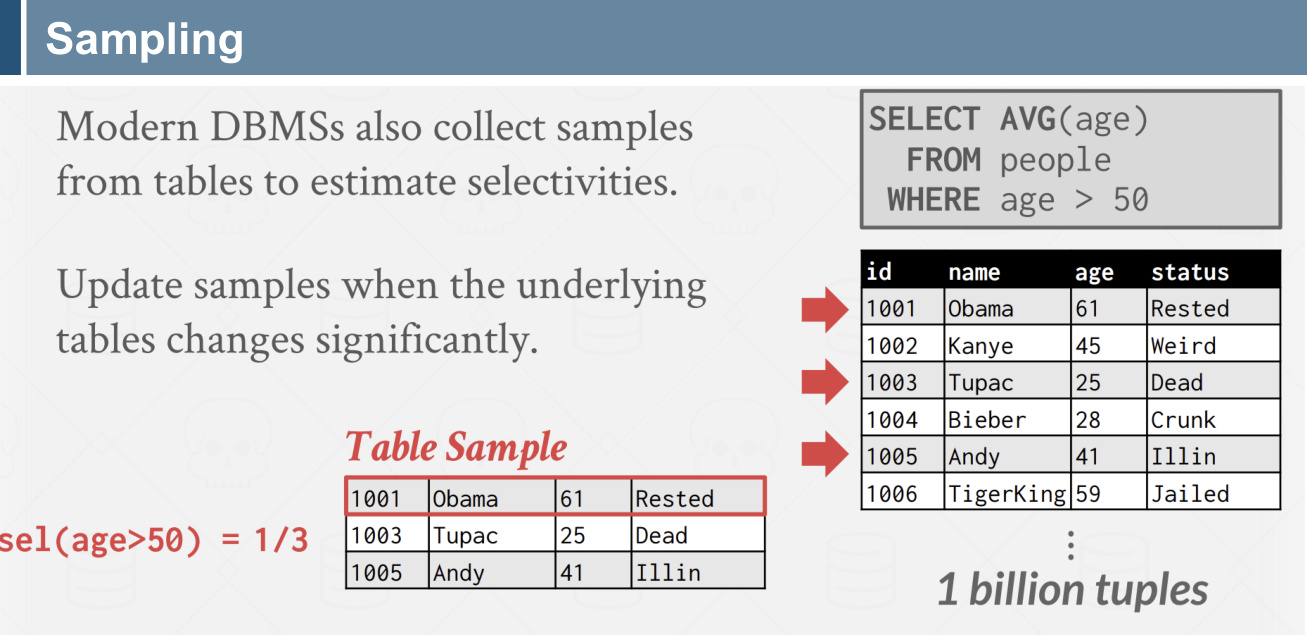 Sampling
Modern DBMSs also collect samples
from tables to estimate selectivities.
Update samples when the underlying
tables changes significantly.
SELECT AVG(age)
FROM people
WHERE age > 50
id name age status
1001 Obama 61 Rested
1002 Kanye 45 Weird
1003 Tupac 25 Dead
1004 Bieber 28 Crunk
1005 Andy 41 Illin
1006 TigerKing 59 Jailed
⋮
1 billion tuples
Table Sample
1001 Obama 61 Rested
1003 Tupac 25 Dead
1005 Andy 41 Illin
sel(age>50) = 1/3